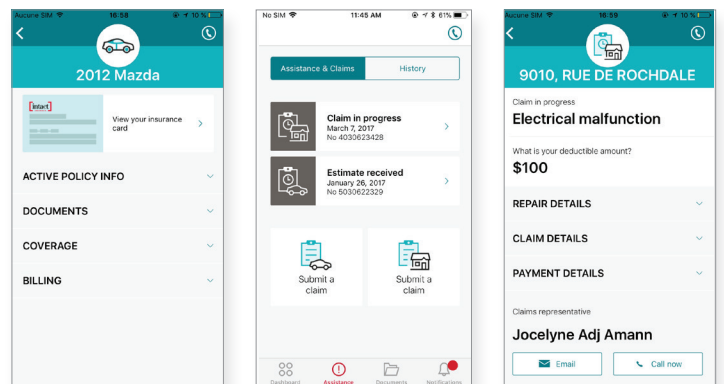 Aucune SIM 16:58 10 %
2012 Mazda
[intact]
View your insurance
card
ACTIVE POLICY INFO
DOCUMENTS
COVERAGE
BILLING
No SIM 11:45 AM 61%
Assistance & Claims History
Claim in progress
March 7, 2017
No 4030623428
Estimate received
January 26, 2017
No 5030622329
Submit a
claim
Submit a
claim
Dashboard Assistance Documents Notifications
Aucune SIM 16:59 10 %
9010, RUE DE ROCHDALE
Claim in progress
Electrical malfunction
What is your deductible amount?
$100
REPAIR DETAILS
CLAIM DETAILS
PAYMENT DETAILS
Claims representative
Jocelyne Adj Amann
Email Call now